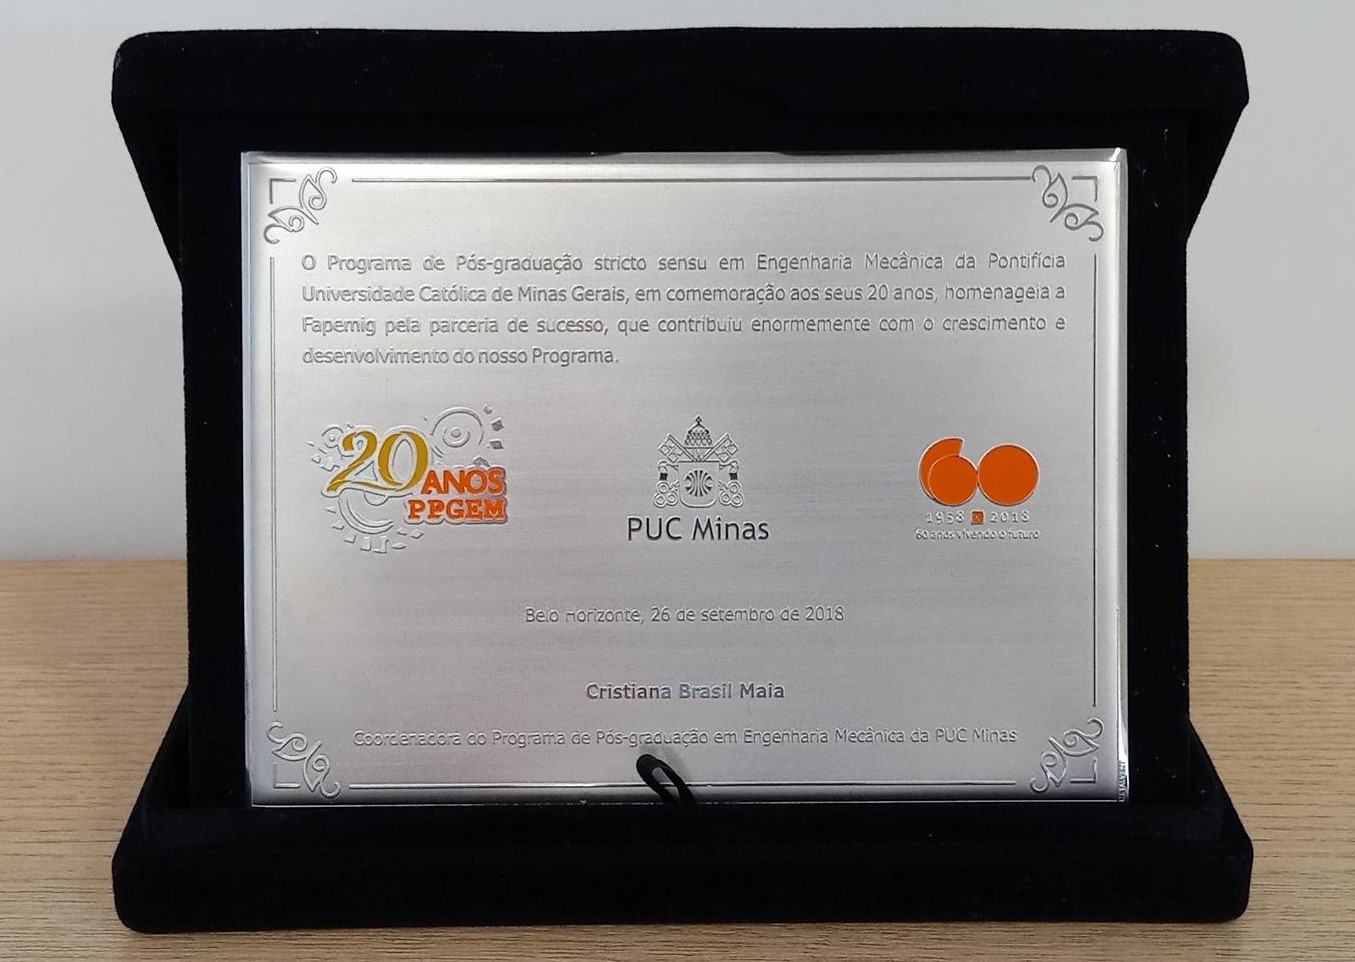 O Programa de Pós-graduação stricto sensu em Engenharia Mecânica da Pontifícia
Universidade Católica de Minas Gerais, em comemoração aos seus 20 anos, homenageia a
Fapemig pela parceria de sucesso, que contribuiu enormemente com o crescimento e
desenvolvimento do nosso Programa.
20 ANOS
PPGEM
PUC Minas
60
1958 2018
60 anos vivendo o futuro
Belo Horizonte, 26 de setembro de 2018
Cristiana Brasil Maia
Coordenadora do Programa de Pós-graduação em Engenharia Mecânica da PUC Minas